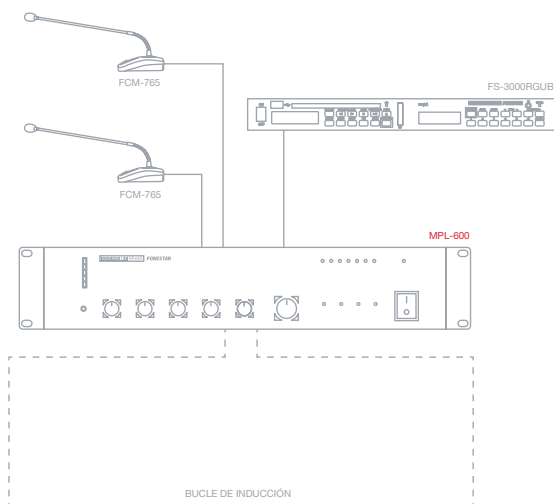 FCM-765
FS-3000RGUB
FCM-765
MPL-600
FONESTAR
BUCLE DE INDUCCIÓN